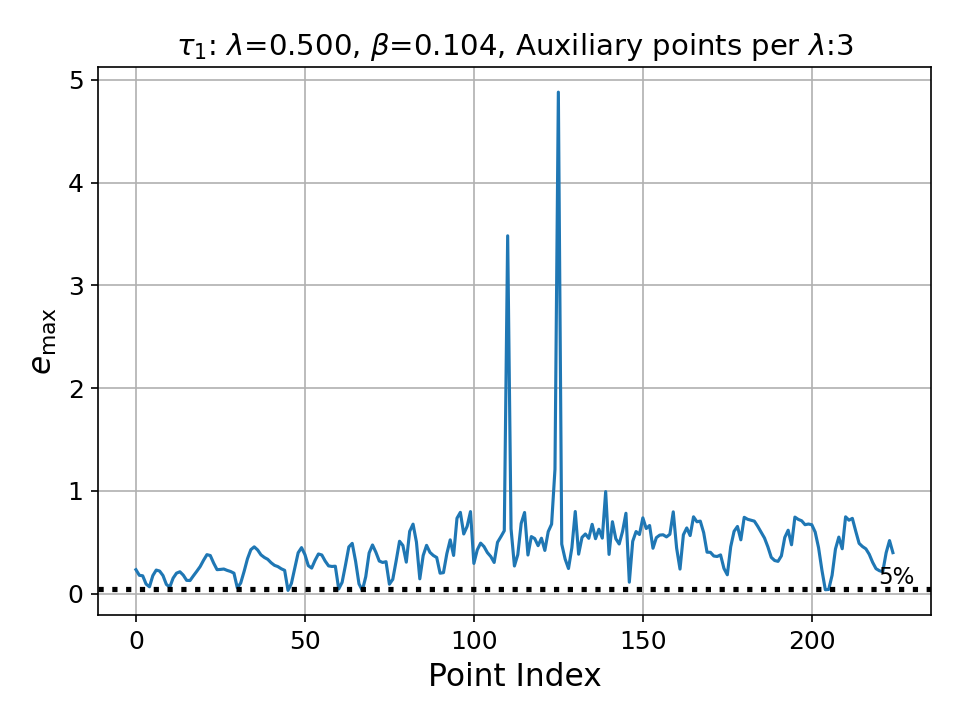 τ₁: λ=0.500, β=0.104, Auxiliary points per λ:3
5
4
3
2
1
0
e_max
5%
0 50 100 150 200
Point Index